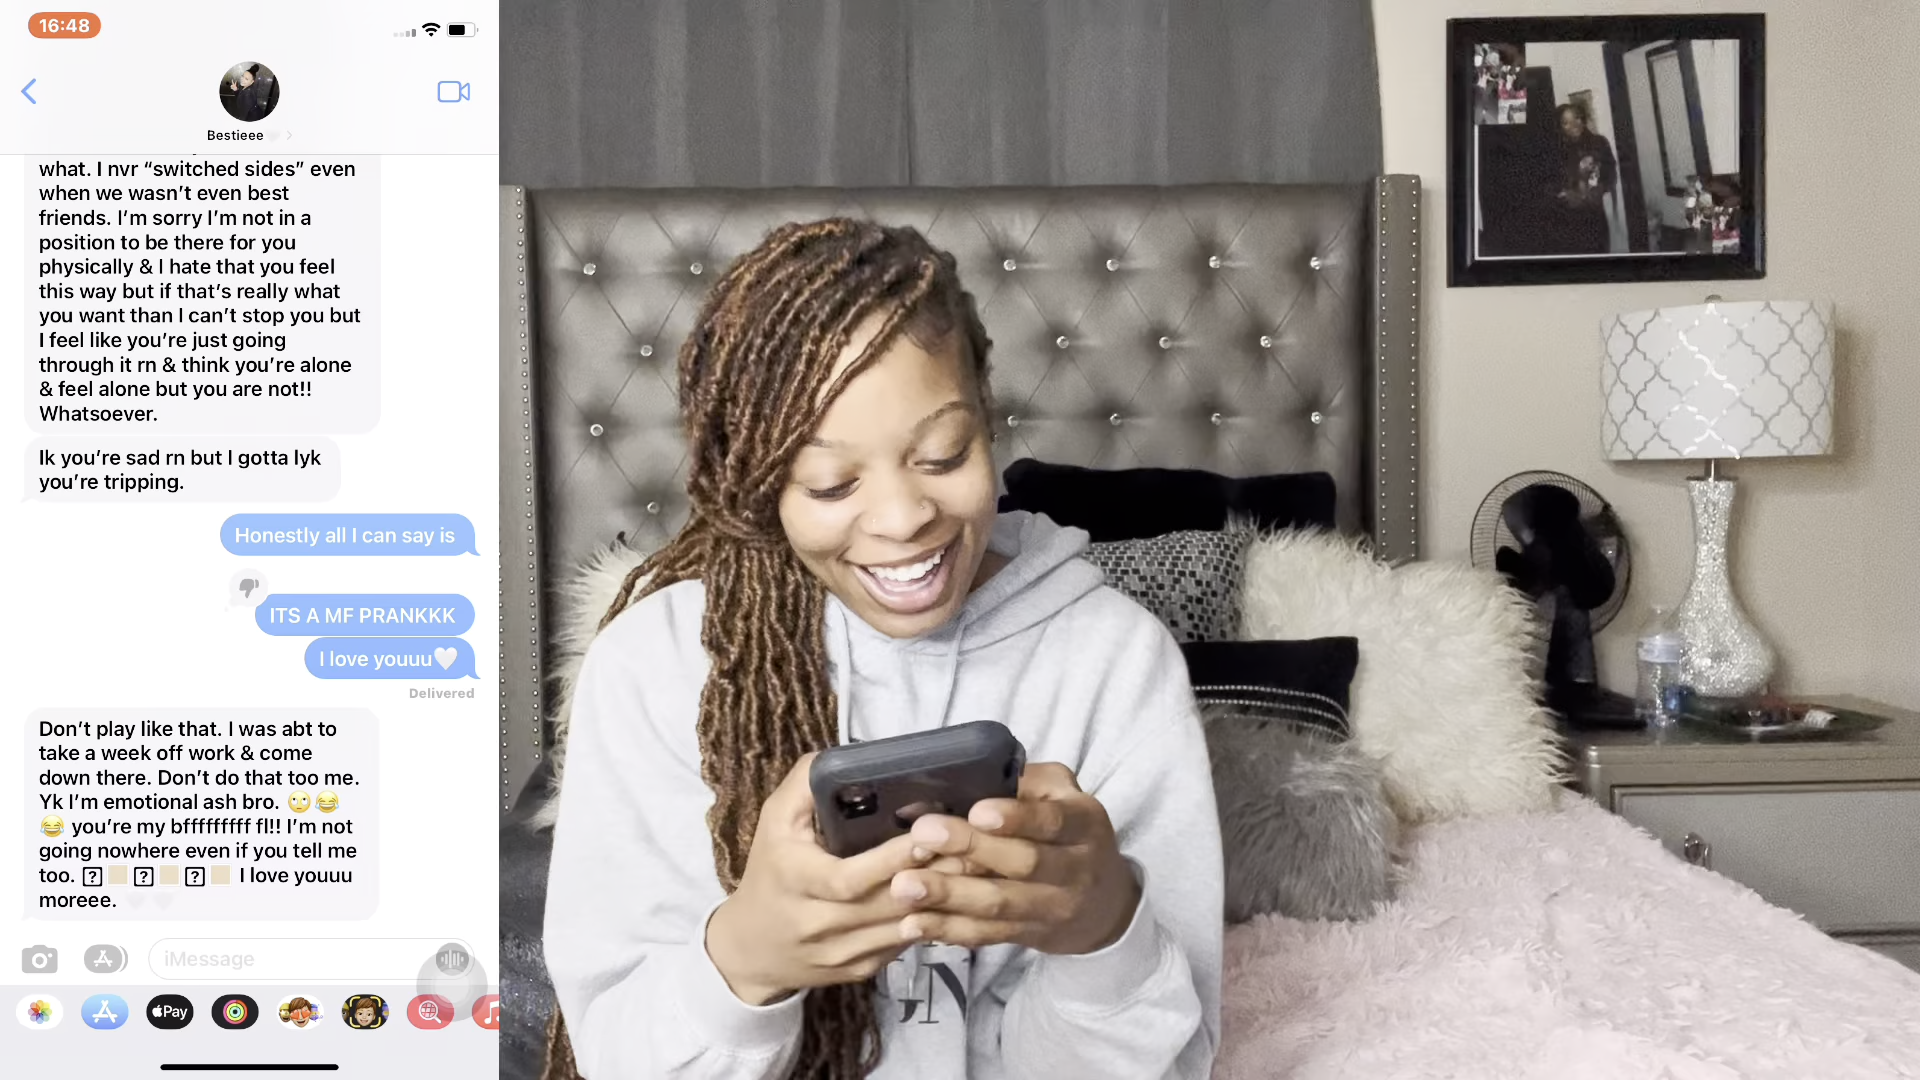 16:48
Bestieee
what. I nvr “switched sides” even
when we wasn’t even best
friends. I’m sorry I’m not in a
position to be there for you
physically & I hate that you feel
this way but if that’s really what
you want than I can’t stop you but
I feel like you’re just going
through it rn & think you’re alone
& feel alone but you are not!!
Whatsoever.
Ik you’re sad rn but I gotta lyk
you’re tripping.
Honestly all I can say is
ITS A MF PRANKKK
I love youuu🤍
Delivered
Don’t play like that. I was abt to
take a week off work & come
down there. Don’t do that too me.
Yk I’m emotional ash bro. 🙄😂
😂 you’re my bfffffffff fl!! I’m not
going nowhere even if you tell me
too. I love youuu
moreee.
iMessage
Pay
GN